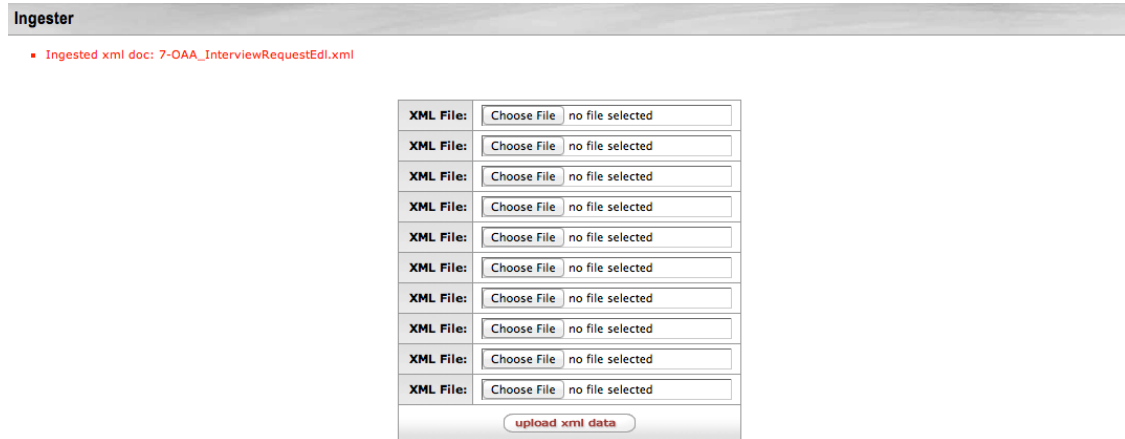 Ingester
Ingested xml doc: 7-OAA_InterviewRequestEdl.xml
XML File: Choose File no file selected
XML File: Choose File no file selected
XML File: Choose File no file selected
XML File: Choose File no file selected
XML File: Choose File no file selected
XML File: Choose File no file selected
XML File: Choose File no file selected
XML File: Choose File no file selected
XML File: Choose File no file selected
XML File: Choose File no file selected
upload xml data